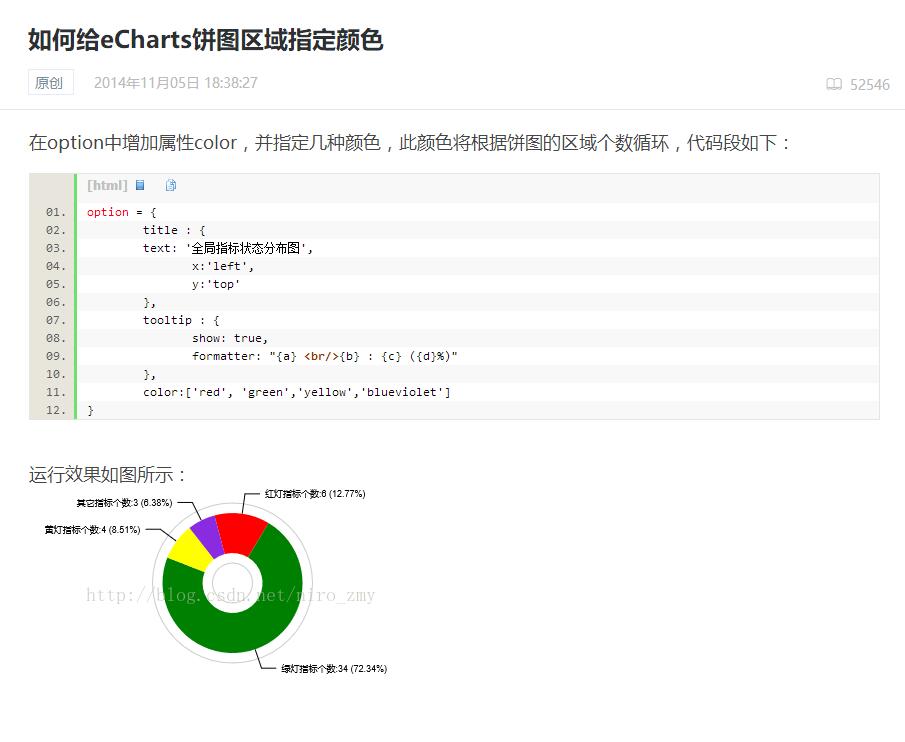 如何给eCharts饼图区域指定颜色
原创 2014年11月05日 18:38:27 52546
在option中增加属性color，并指定几种颜色，此颜色将根据饼图的区域个数循环，代码段如下：
[html]
01. option = {
02. title : {
03. text: '全局指标状态分布图',
04. x:'left',
05. y:'top'
06. },
07. tooltip : {
08. show: true,
09. formatter: "{a} <br/>{b} : {c} ({d}%)"
10. },
11. color:['red', 'green','yellow','blueviolet']
12. }
运行效果如图所示：
红灯指标个数:6 (12.77%)
其它指标个数:3 (6.38%)
黄灯指标个数:4 (8.51%)
http://blog.csdn.net/niro_zmy
绿灯指标个数:34 (72.34%)